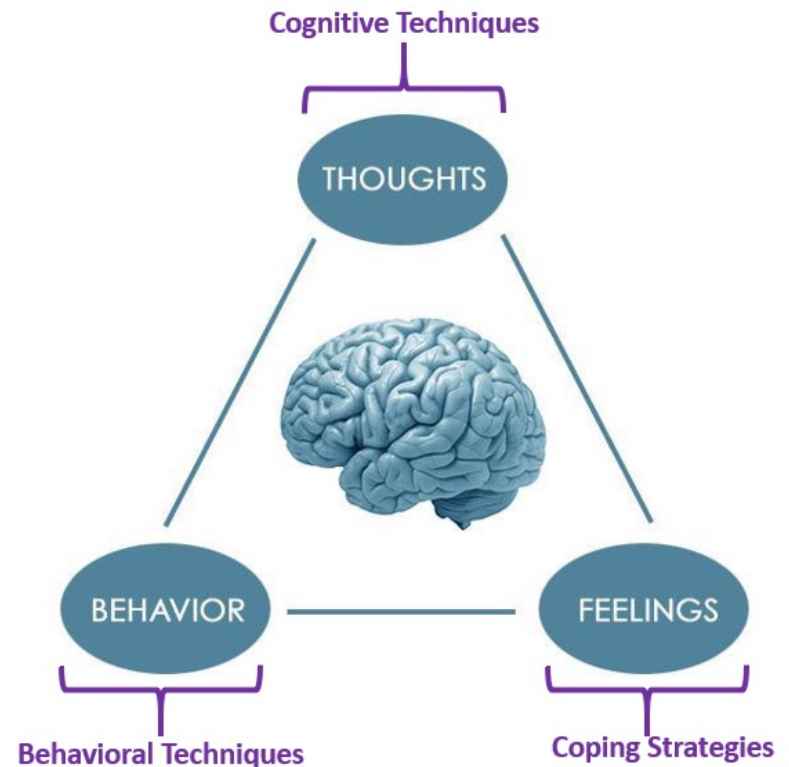 Cognitive Techniques
THOUGHTS
BEHAVIOR
FEELINGS
Behavioral Techniques
Coping Strategies